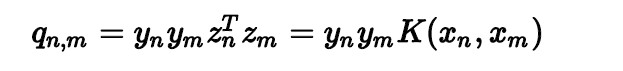 $q_{n,m} = y_n y_m z_n^T z_m = y_n y_m K(x_n, x_m)$